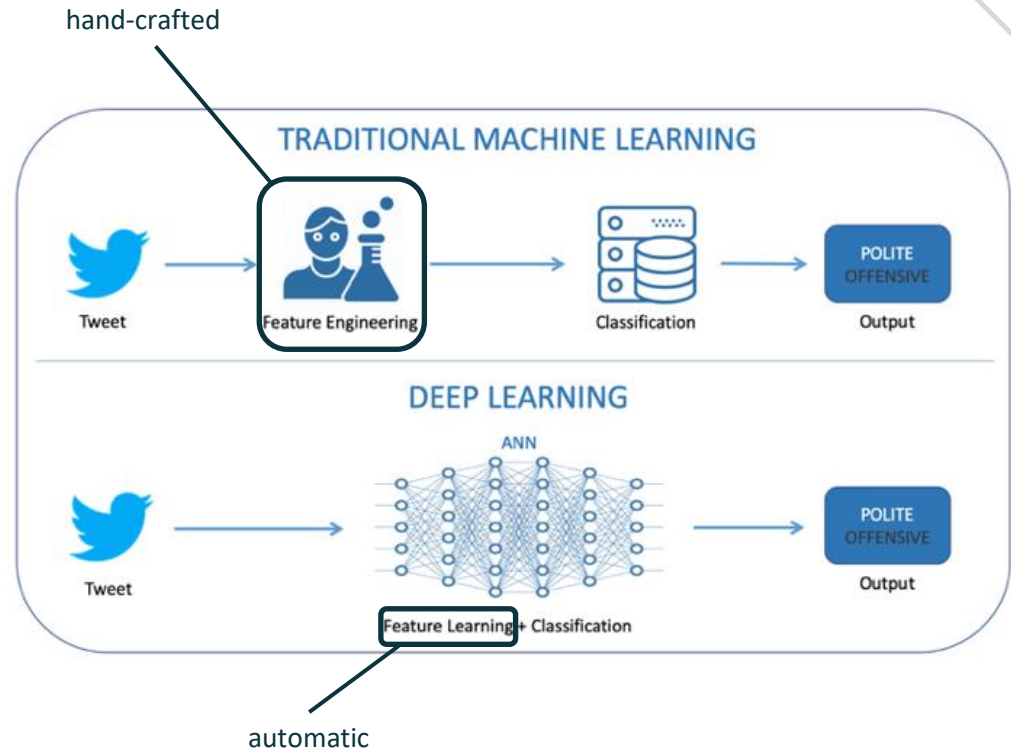 hand-crafted
TRADITIONAL MACHINE LEARNING
Tweet
Feature Engineering
Classification
POLITE
OFFENSIVE
Output
DEEP LEARNING
ANN
Tweet
Feature Learning + Classification
POLITE
OFFENSIVE
Output
automatic